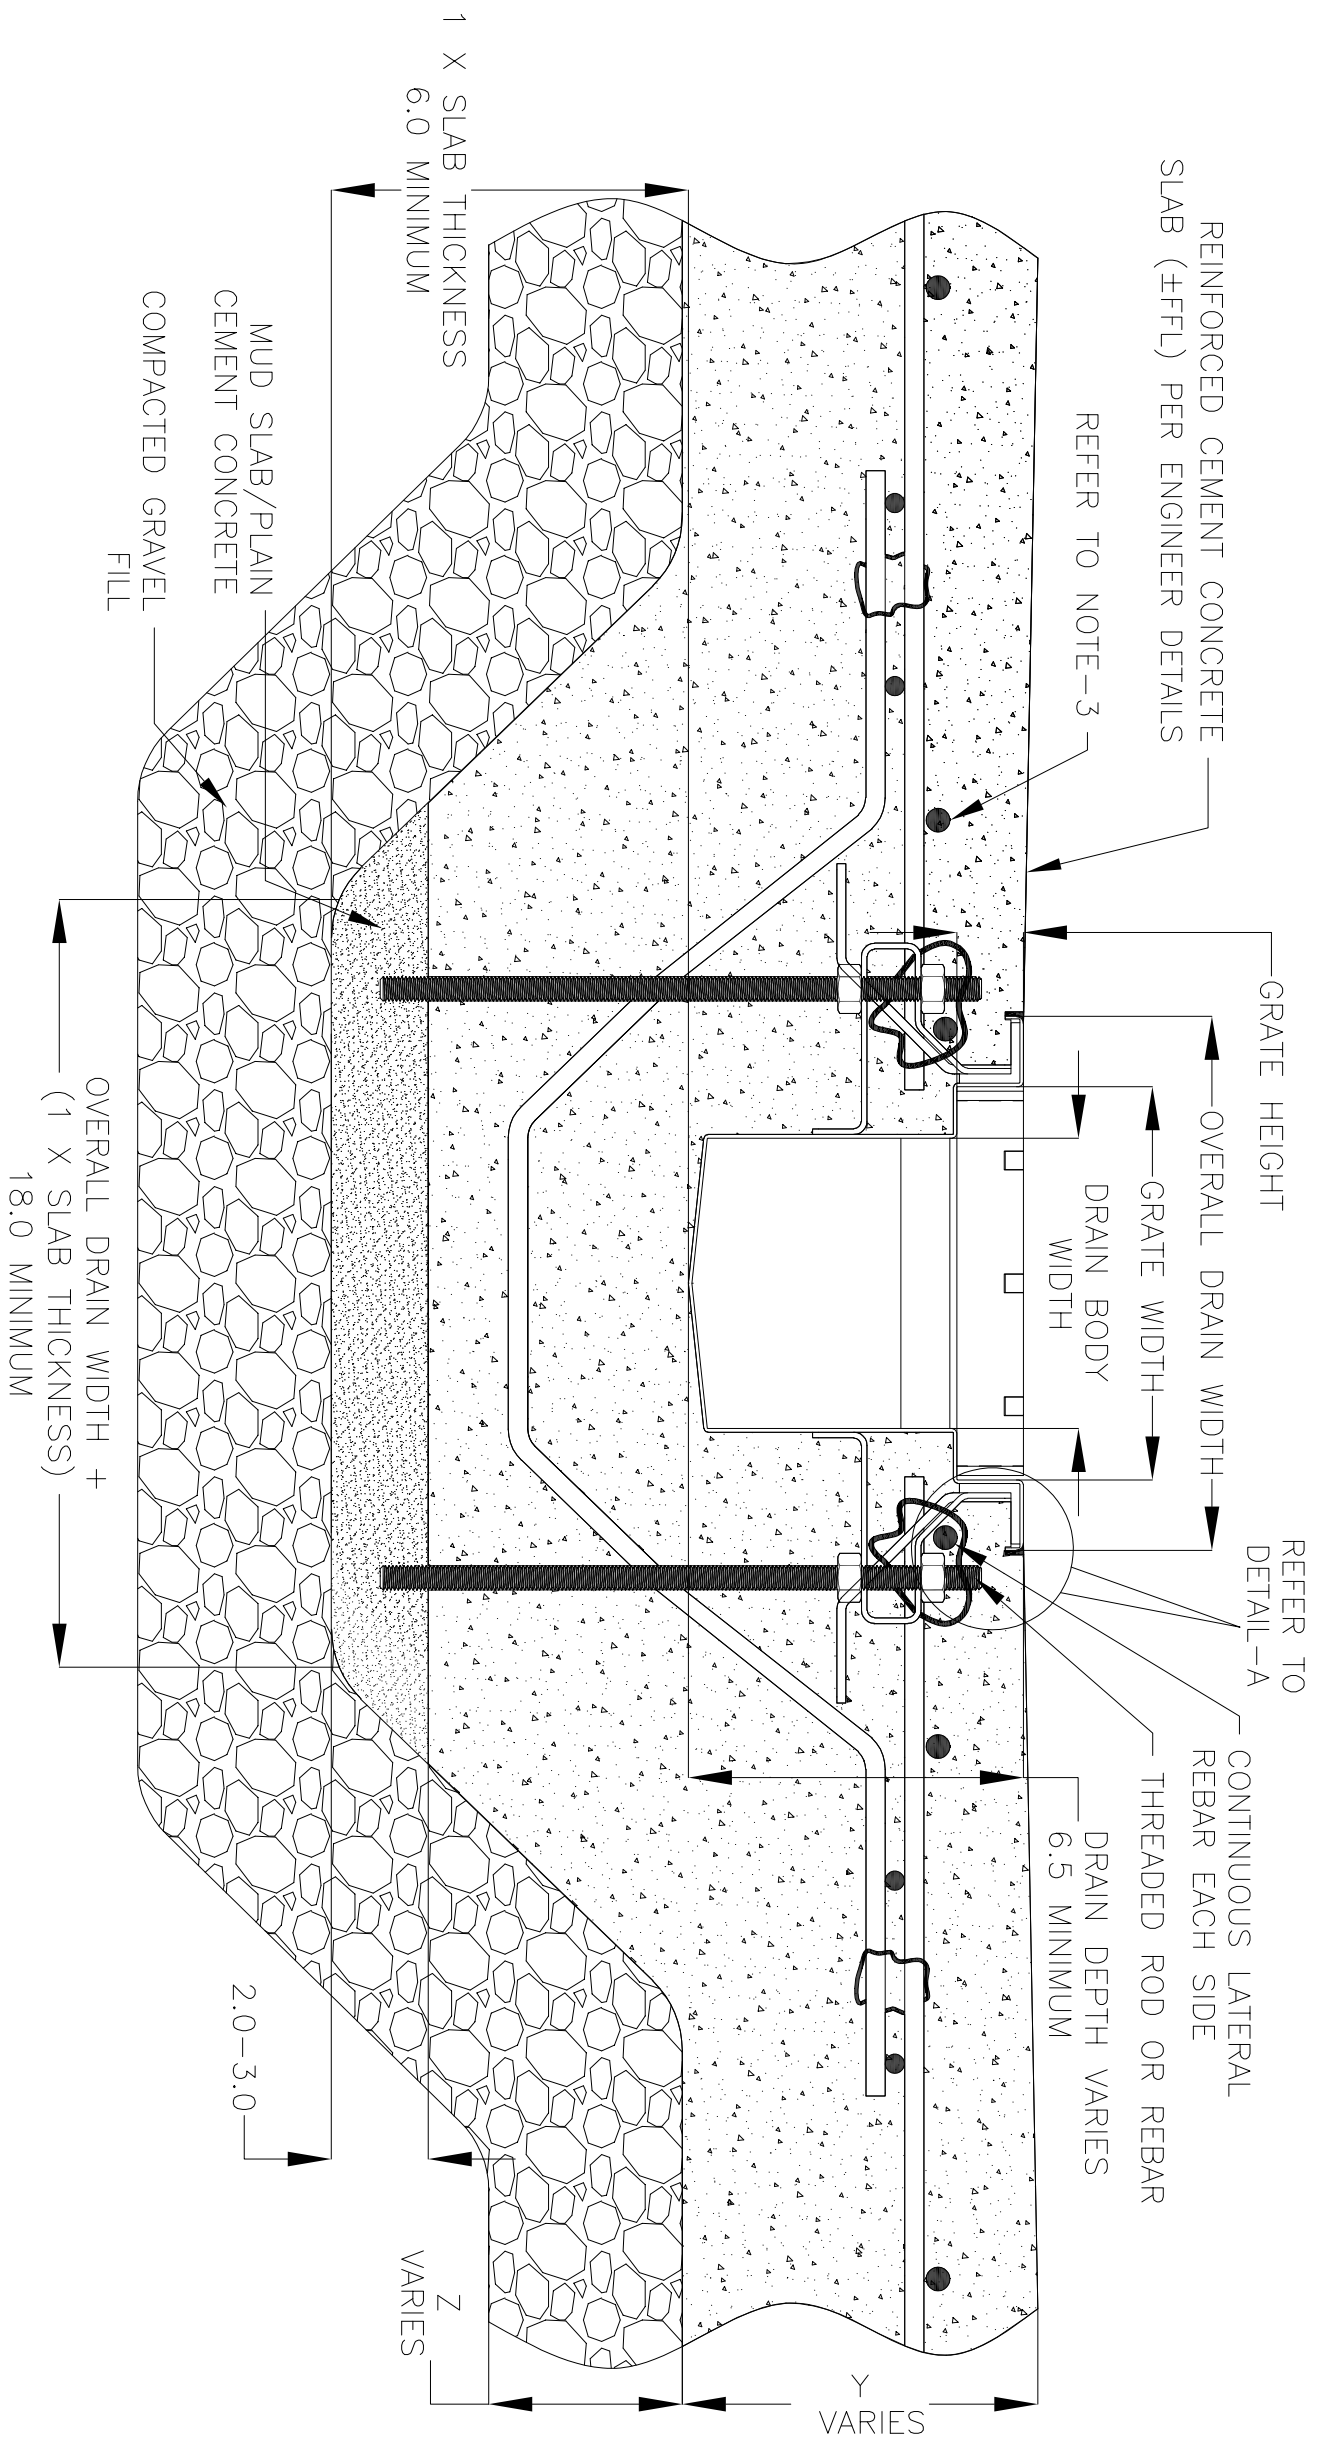 1 X SLAB THICKNESS
6.0 MINIMUM
REINFORCED CEMENT CONCRETE
SLAB (±FFL) PER ENGINEER DETAILS
REFER TO NOTE-3
MUD SLAB/PLAIN
CEMENT CONCRETE
COMPACTED GRAVEL
FILL
GRATE HEIGHT
OVERALL DRAIN WIDTH
GRATE WIDTH
DRAIN BODY
WIDTH
OVERALL DRAIN WIDTH +
(1 X SLAB THICKNESS)
18.0 MINIMUM
REFER TO
DETAIL-A
CONTINUOUS LATERAL
REBAR EACH SIDE
THREADED ROD OR REBAR
DRAIN DEPTH VARIES
6.5 MINIMUM
2.0-3.0
Z
VARIES
Y
VARIES